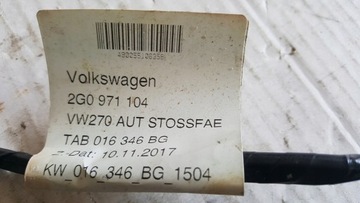 Volkswagen
2G0 971 104
VW270 AUT STOSSFAE
TAB 016 346 BG
Z-Dat: 10.11.2017
KW_016_346_BG_1504